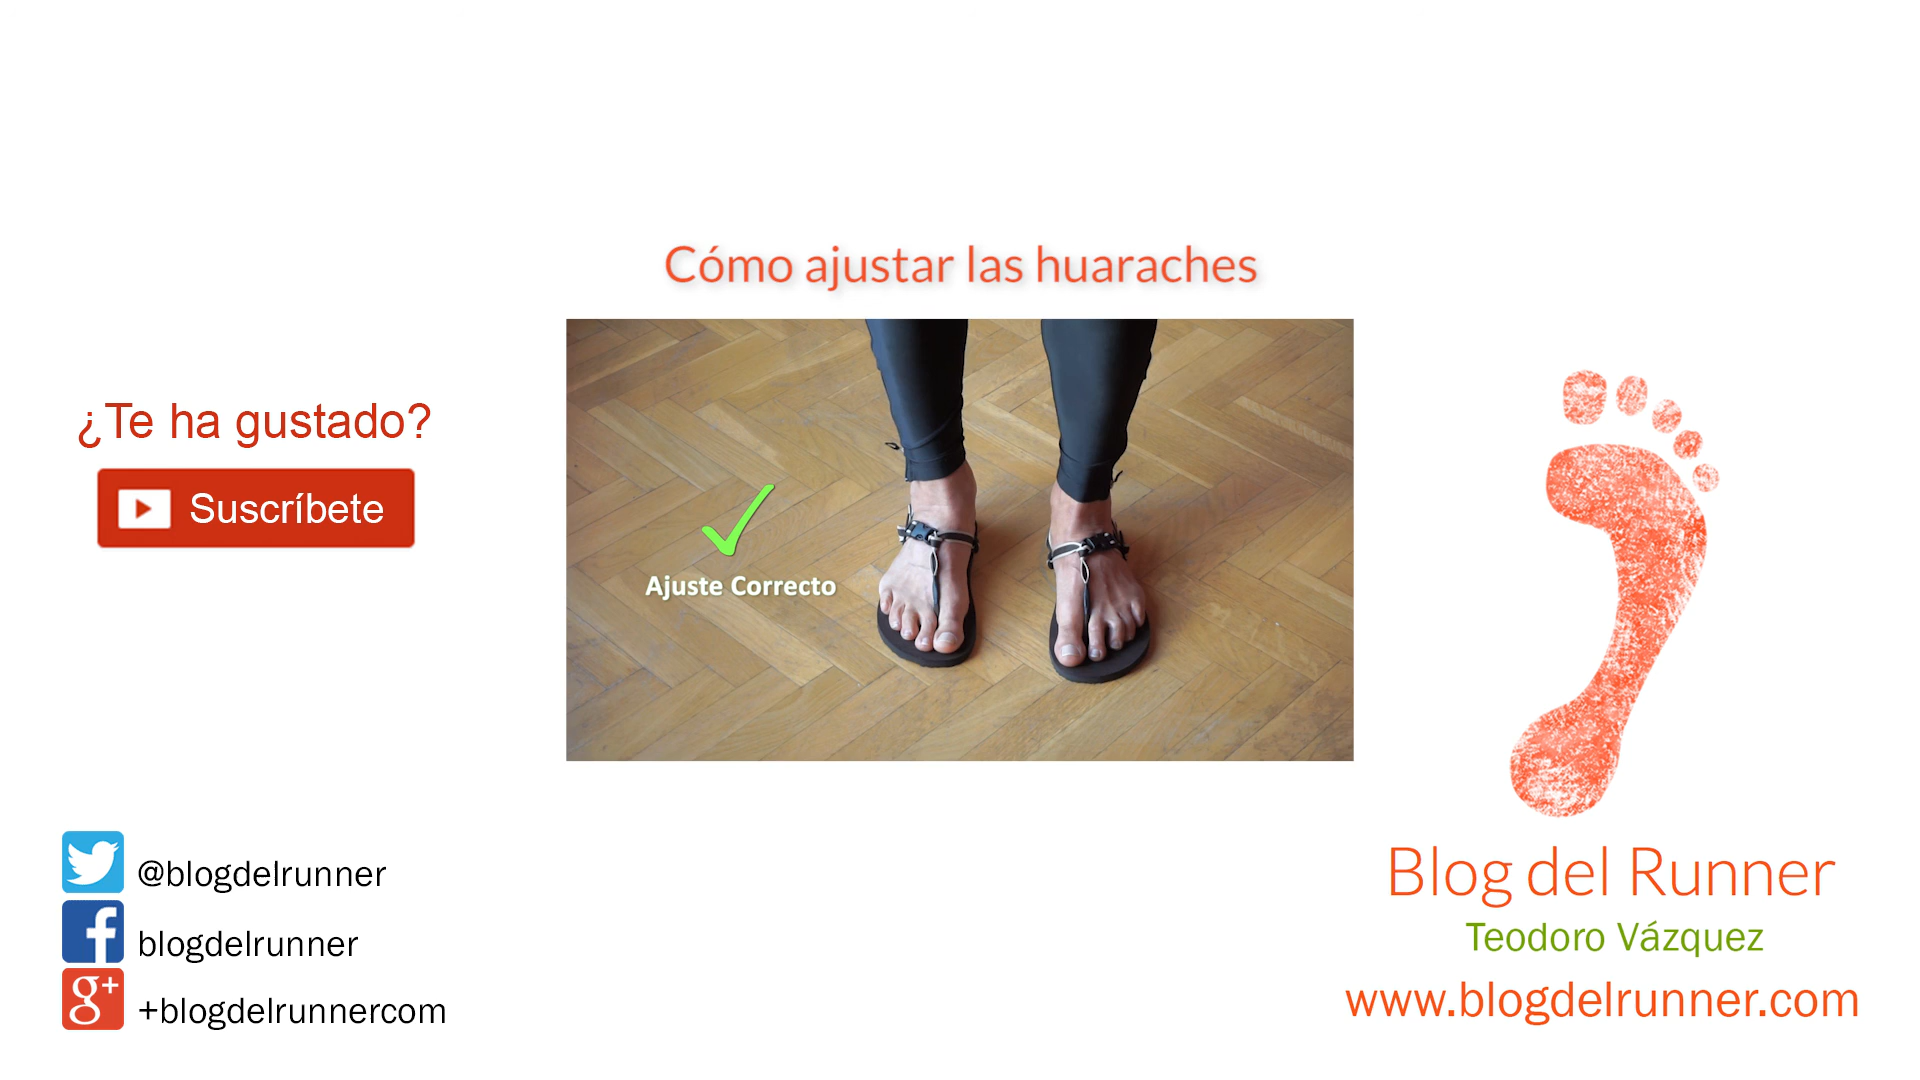 Cómo ajustar las huaraches
¿Te ha gustado?
Suscríbete
Ajuste Correcto
@blogdelrunner
blogdelrunner
g+
+blogdelrunnercom
Blog del Runner
Teodoro Vázquez
www.blogdelrunner.com